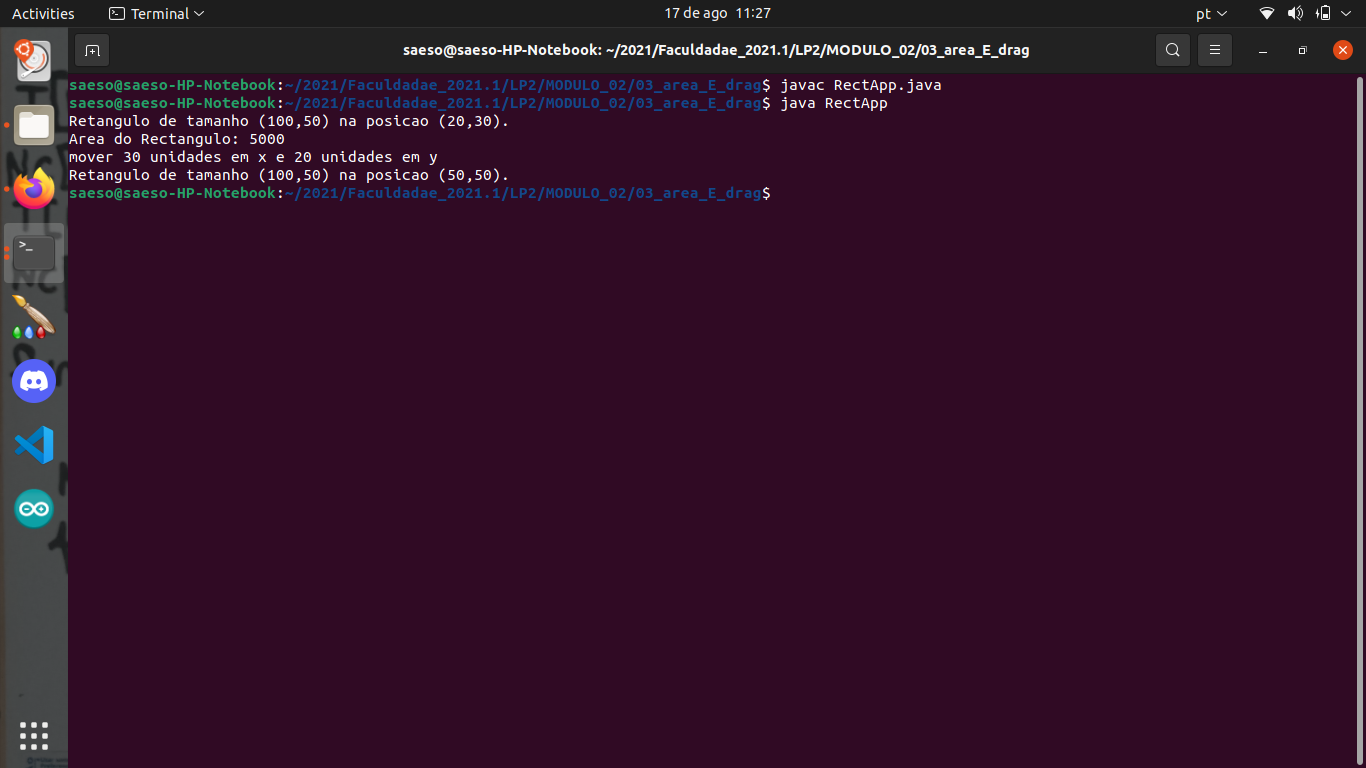 Activities
Terminal
17 de ago 11:27
pt
saeso@saeso-HP-Notebook: ~/2021/Faculdadae_2021.1/LP2/MODULO_02/03_area_E_drag
saeso@saeso-HP-Notebook:~/2021/Faculdadae_2021.1/LP2/MODULO_02/03_area_E_drag$ javac RectApp.java
saeso@saeso-HP-Notebook:~/2021/Faculdadae_2021.1/LP2/MODULO_02/03_area_E_drag$ java RectApp
Retangulo de tamanho (100,50) na posicao (20,30).
Area do Rectangulo: 5000
mover 30 unidades em x e 20 unidades em y
Retangulo de tamanho (100,50) na posicao (50,50).
saeso@saeso-HP-Notebook:~/2021/Faculdadae_2021.1/LP2/MODULO_02/03_area_E_drag$